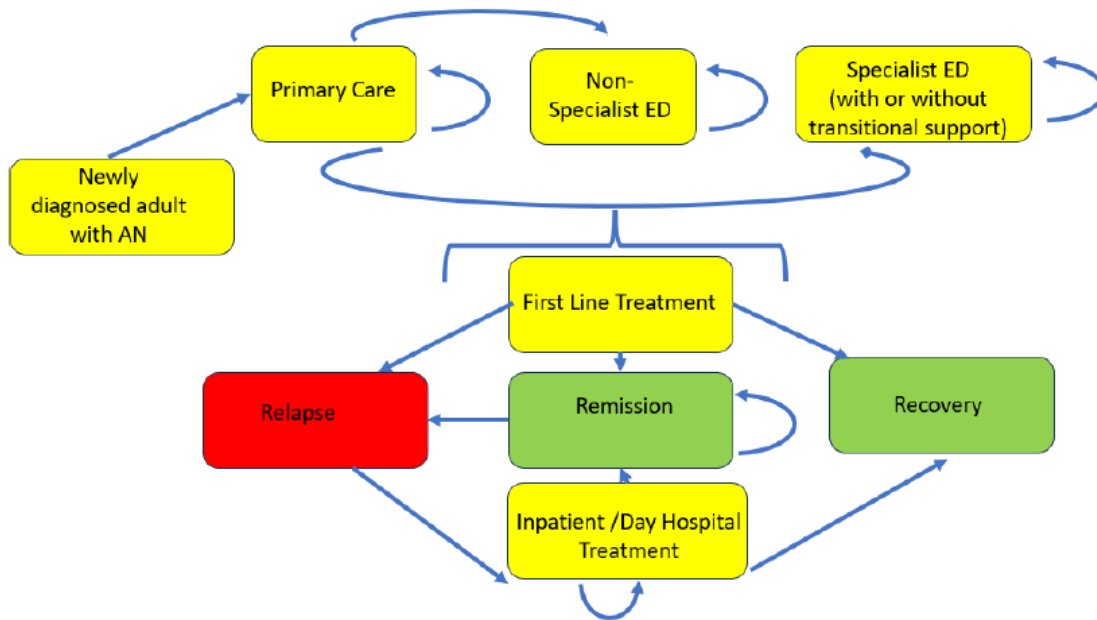 Primary Care
Non-
Specialist ED
Specialist ED
(with or without
transitional support)
Newly
diagnosed adult
with AN
First Line Treatment
Relapse
Remission
Recovery
Inpatient /Day Hospital
Treatment